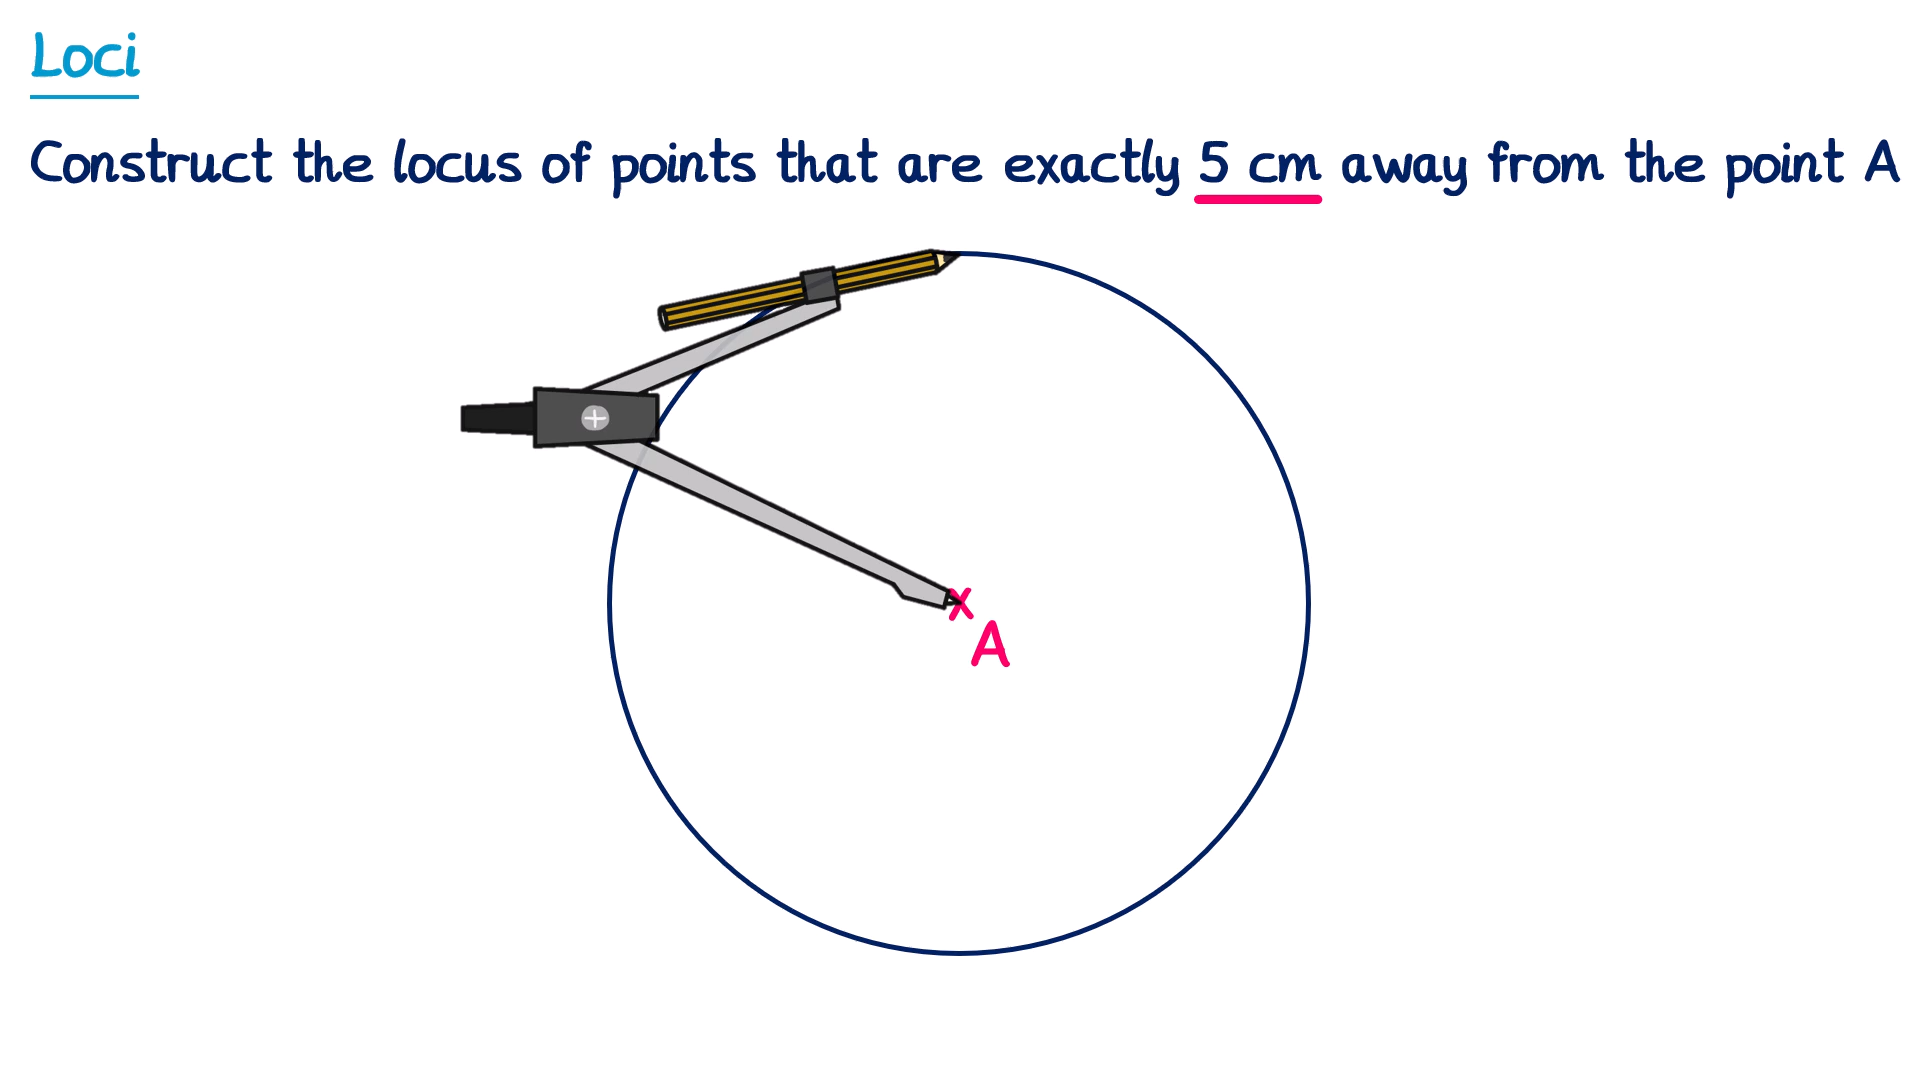 Loci
Construct the locus of points that are exactly 5 cm away from the point A
A